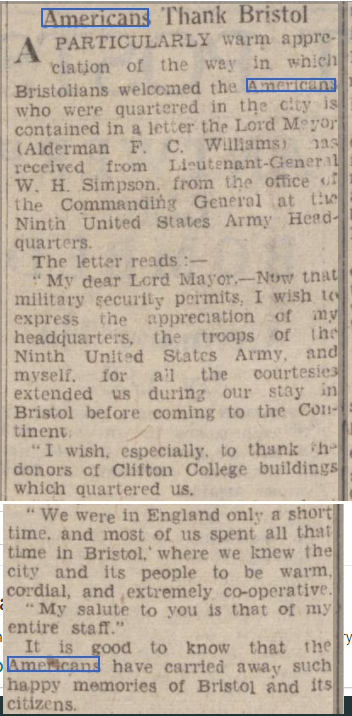 Americans Thank Bristol
A PARTICULARLY warm appre-
ciation of the way in which
Bristolians welcomed the Americans
who were quartered in the city is
contained in a letter the Lord Mayor
(Alderman F. C. Williams) has
received from Lieutenant-General
W. H. Simpson, from the office of
the Commanding General at the
Ninth United States Army Head-
quarters.
The letter reads :—
"My dear Lord Mayor,—Now that
military security permits, I wish to
express the appreciation of my
headquarters, the troops of the
Ninth United States Army, and
myself, for all the courtesies
extended us during our stay in
Bristol before coming to the Con-
tinent.
"I wish, especially, to thank the
donors of Clifton College buildings
which quartered us.
"We were in England only a short
time, and most of us spent all that
time in Bristol, where we knew the
city and its people to be warm,
cordial, and extremely co-operative.
"My salute to you is that of my
entire staff."
It is good to know that the
Americans have carried away such
happy memories of Bristol and its
citizens.